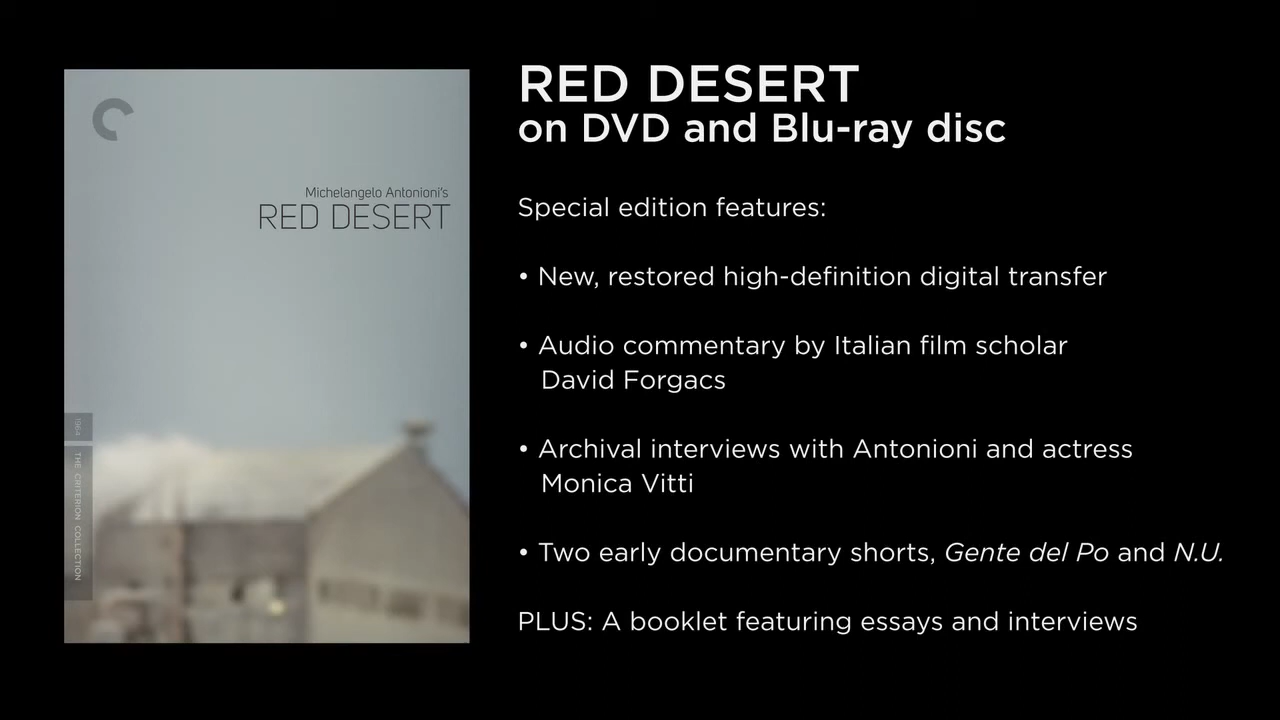 RED DESERT
on DVD and Blu-ray disc
Michelangelo Antonioni's
RED DESERT
1964
THE CRITERION COLLECTION
Special edition features:
• New, restored high-definition digital transfer
• Audio commentary by Italian film scholar
David Forgacs
• Archival interviews with Antonioni and actress
Monica Vitti
• Two early documentary shorts, Gente del Po and N.U.
PLUS: A booklet featuring essays and interviews